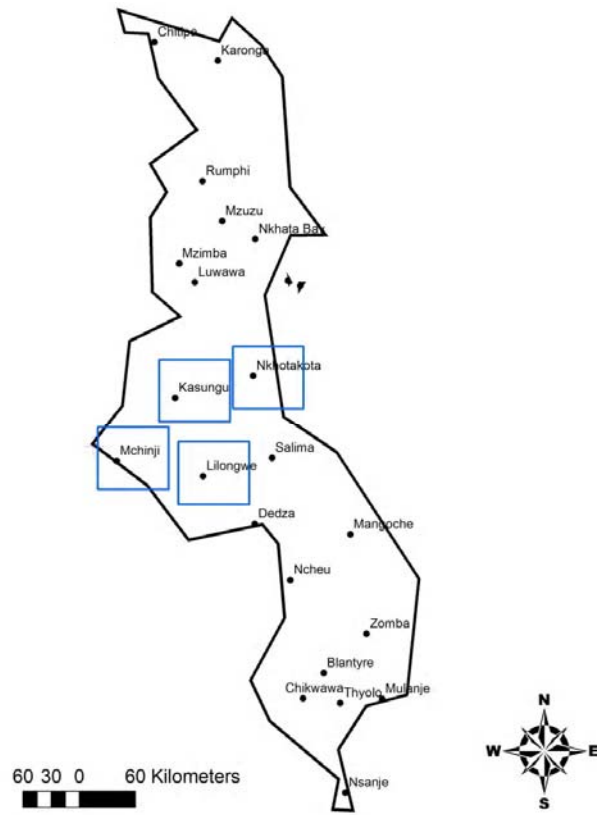 Chitipa
Karonga
Rumphi
Mzuzu
Nkhata Bay
Mzimba
Luwawa
Nkhotakota
Kasungu
Mchinji
Salima
Lilongwe
Dedza
Mangoche
Ncheu
Zomba
Blantyre
Chikwawa
Thyolo
Mulanje
Nsanje
N
W E
S
60 30 0 60 Kilometers